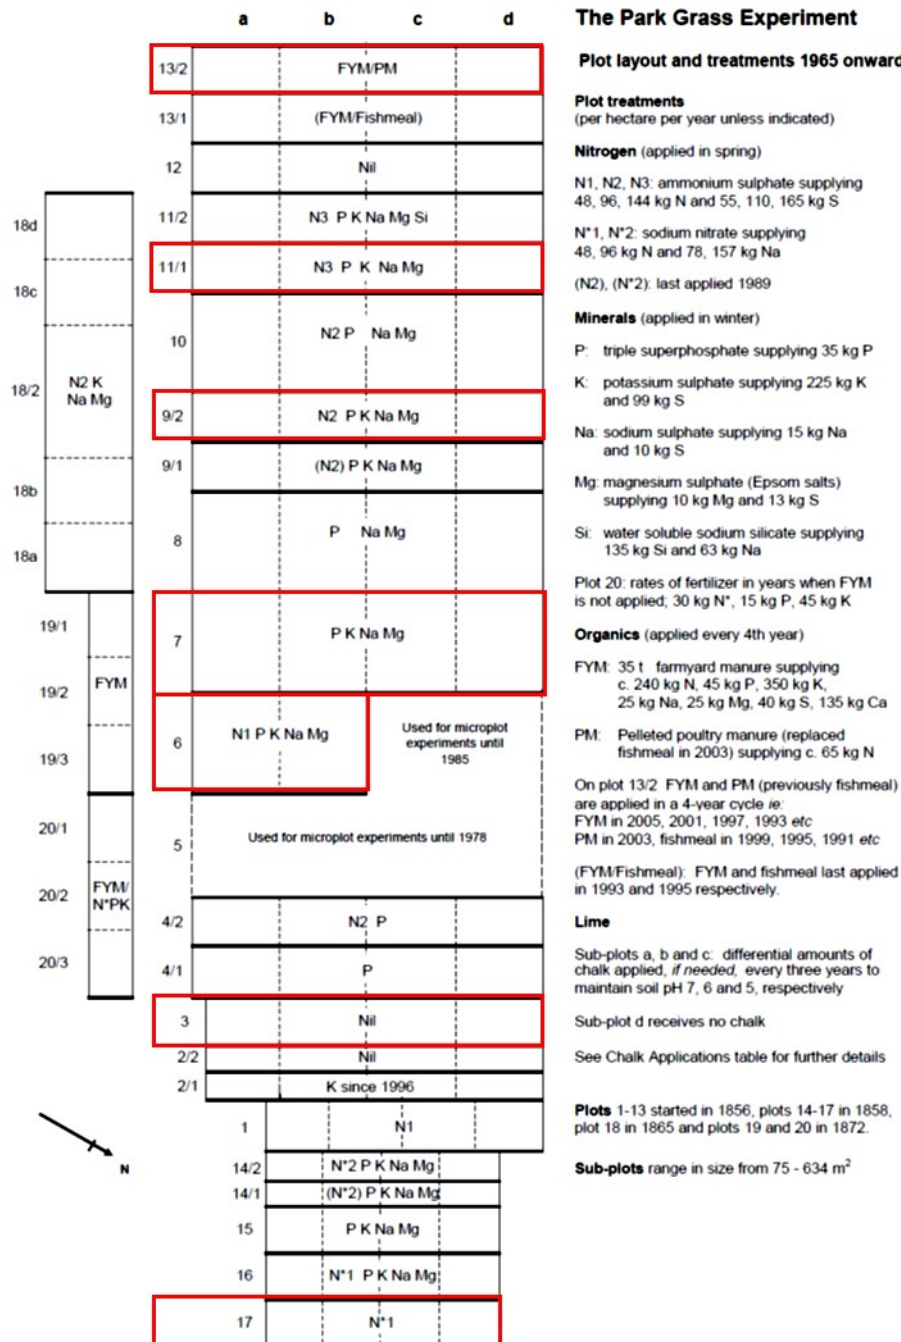 a b c d
13/2 FYM/PM
13/1 (FYM/Fishmeal)
12 Nil
11/2 N3 P K Na Mg Si
11/1 N3 P K Na Mg
10 N2 P Na Mg
9/2 N2 P K Na Mg
9/1 (N2) P K Na Mg
8 P Na Mg
7 P K Na Mg
6 N1 P K Na Mg
Used for microplot
experiments until
1985
5 Used for microplot experiments until 1978
4/2 N2 P
4/1 P
3 Nil
2/2 Nil
2/1 K since 1996
1 N1
14/2 N*2 P K Na Mg
14/1 (N*2) P K Na Mg
15 P K Na Mg
16 N*1 P K Na Mg
17 N*1
18d
18c
18/2 N2 K
Na Mg
18b
18a
19/1
19/2 FYM
19/3
20/1
20/2 FYM/
N*PK
20/3
N
The Park Grass Experiment
Plot layout and treatments 1965 onward
Plot treatments
(per hectare per year unless indicated)
Nitrogen (applied in spring)
N1, N2, N3: ammonium sulphate supplying
48, 96, 144 kg N and 55, 110, 165 kg S
N*1, N*2: sodium nitrate supplying
48, 96 kg N and 78, 157 kg Na
(N2), (N*2): last applied 1989
Minerals (applied in winter)
P: triple superphosphate supplying 35 kg P
K: potassium sulphate supplying 225 kg K
and 99 kg S
Na: sodium sulphate supplying 15 kg Na
and 10 kg S
Mg: magnesium sulphate (Epsom salts)
supplying 10 kg Mg and 13 kg S
Si: water soluble sodium silicate supplying
135 kg Si and 63 kg Na
Plot 20: rates of fertilizer in years when FYM
is not applied; 30 kg N*, 15 kg P, 45 kg K
Organics (applied every 4th year)
FYM: 35 t farmyard manure supplying
c. 240 kg N, 45 kg P, 350 kg K,
25 kg Na, 25 kg Mg, 40 kg S, 135 kg Ca
PM: Pelleted poultry manure (replaced
fishmeal in 2003) supplying c. 65 kg N
On plot 13/2 FYM and PM (previously fishmeal)
are applied in a 4-year cycle ie:
FYM in 2005, 2001, 1997, 1993 etc
PM in 2003, fishmeal in 1999, 1995, 1991 etc
(FYM/Fishmeal): FYM and fishmeal last applied
in 1993 and 1995 respectively.
Lime
Sub-plots a, b and c: differential amounts of
chalk applied, if needed, every three years to
maintain soil pH 7, 6 and 5, respectively
Sub-plot d receives no chalk
See Chalk Applications table for further details
Plots 1-13 started in 1856, plots 14-17 in 1858,
plot 18 in 1865 and plots 19 and 20 in 1872.
Sub-plots range in size from 75 - 634 m²